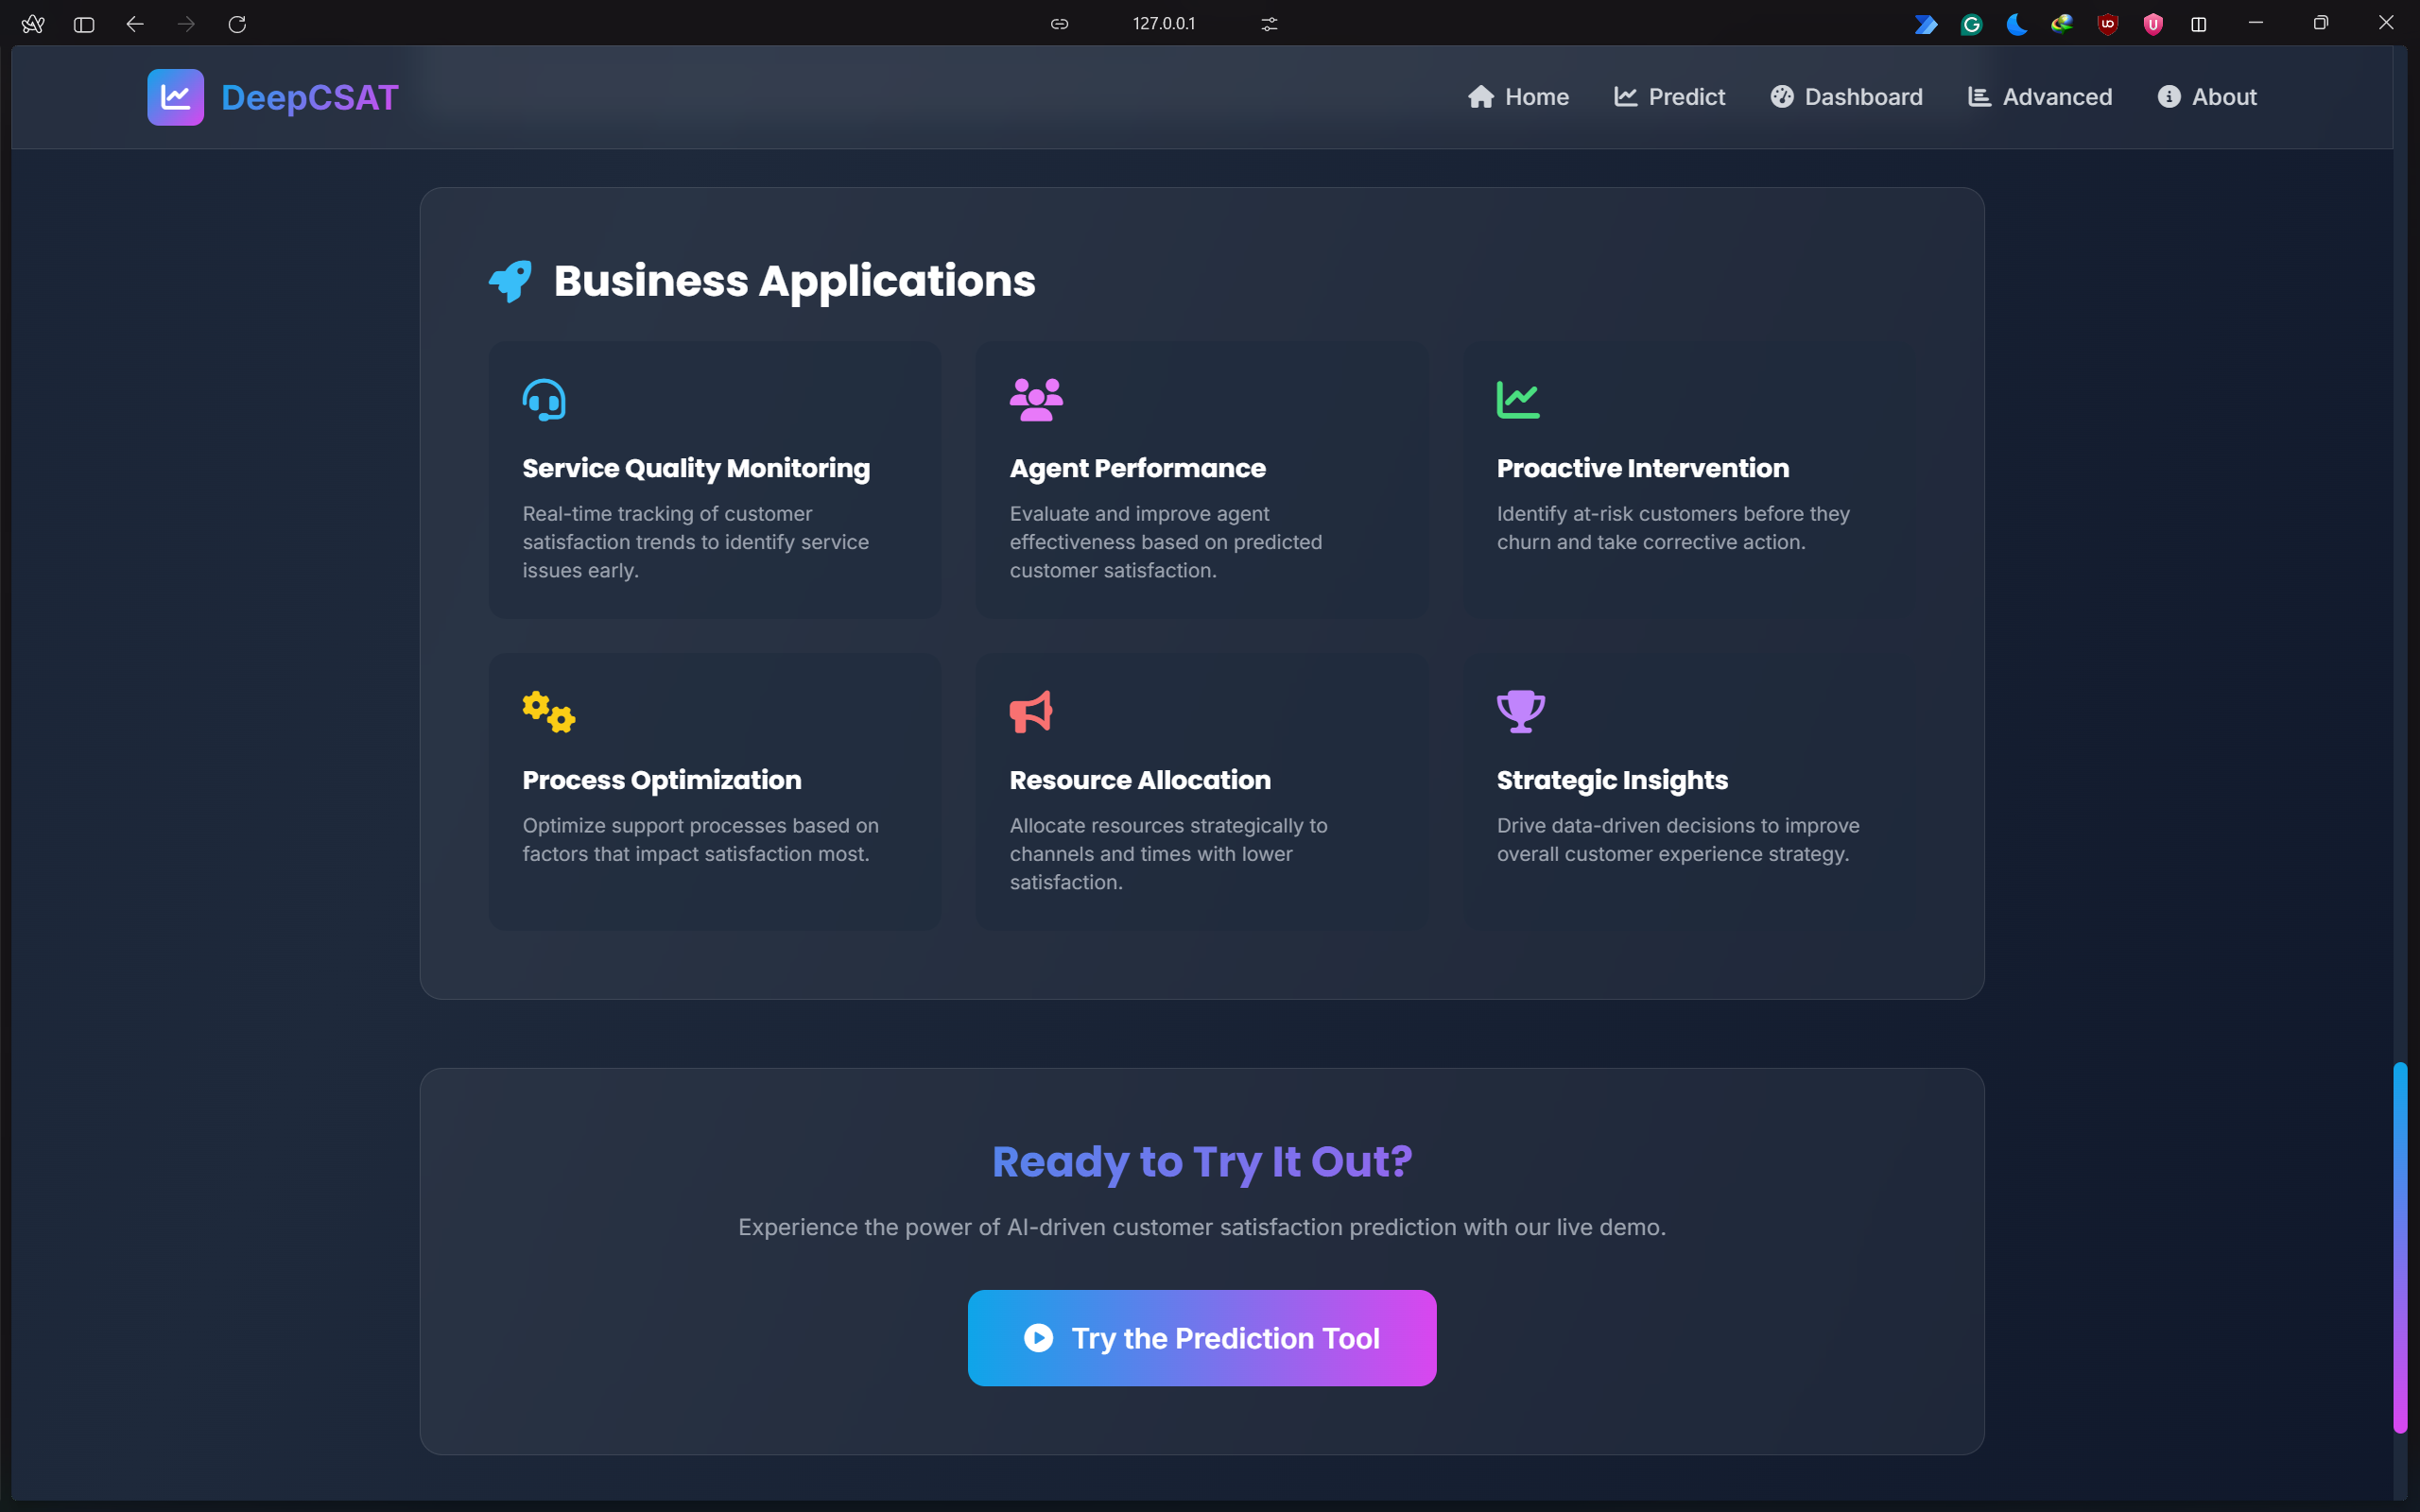 127.0.0.1
DeepCSAT
Home
Predict
Dashboard
Advanced
About
Business Applications
Service Quality Monitoring
Real-time tracking of customer
satisfaction trends to identify service
issues early.
Agent Performance
Evaluate and improve agent
effectiveness based on predicted
customer satisfaction.
Proactive Intervention
Identify at-risk customers before they
churn and take corrective action.
Process Optimization
Optimize support processes based on
factors that impact satisfaction most.
Resource Allocation
Allocate resources strategically to
channels and times with lower
satisfaction.
Strategic Insights
Drive data-driven decisions to improve
overall customer experience strategy.
Ready to Try It Out?
Experience the power of AI-driven customer satisfaction prediction with our live demo.
Try the Prediction Tool